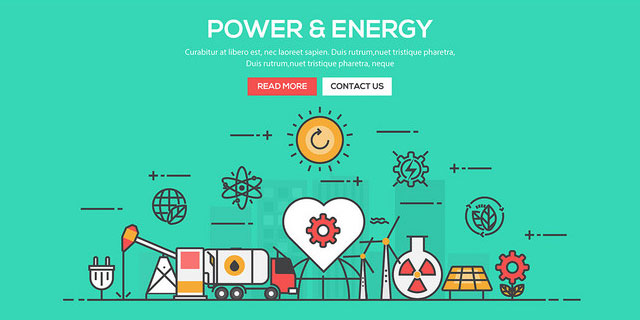 POWER & ENERGY
Curabitur at libero est, nec laoreet sapien. Duis rutrum,nuet tristique pharetra,
Duis rutrum,nuet tristique pharetra, neque
READ MORE
CONTACT US